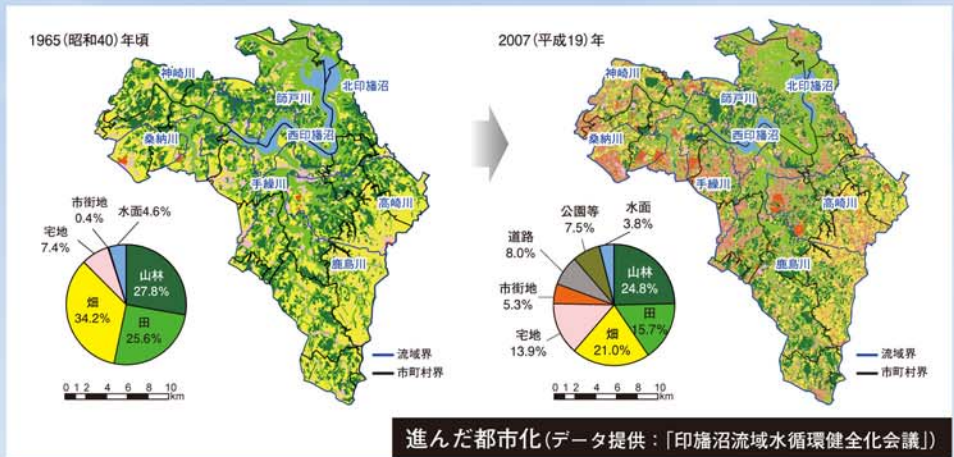 1965(昭和40)年頃
神崎川
師戸川
北印旛沼
桑納川
西印旛沼
手繰川
高崎川
鹿島川
市街地
0.4%
水面4.6%
宅地
7.4%
山林
27.8%
畑
34.2%
田
25.6%
流域界
市町村界
0 1 2 4 6 8 10
km
2007(平成19)年
神崎川
師戸川
北印旛沼
桑納川
西印旛沼
手繰川
高崎川
鹿島川
公園等
7.5%
水面
3.8%
道路
8.0%
市街地
5.3%
宅地
13.9%
山林
24.8%
田
15.7%
畑
21.0%
流域界
市町村界
0 1 2 4 6 8 10
km
進んだ都市化(データ提供:「印旛沼流域水循環健全化会議」)